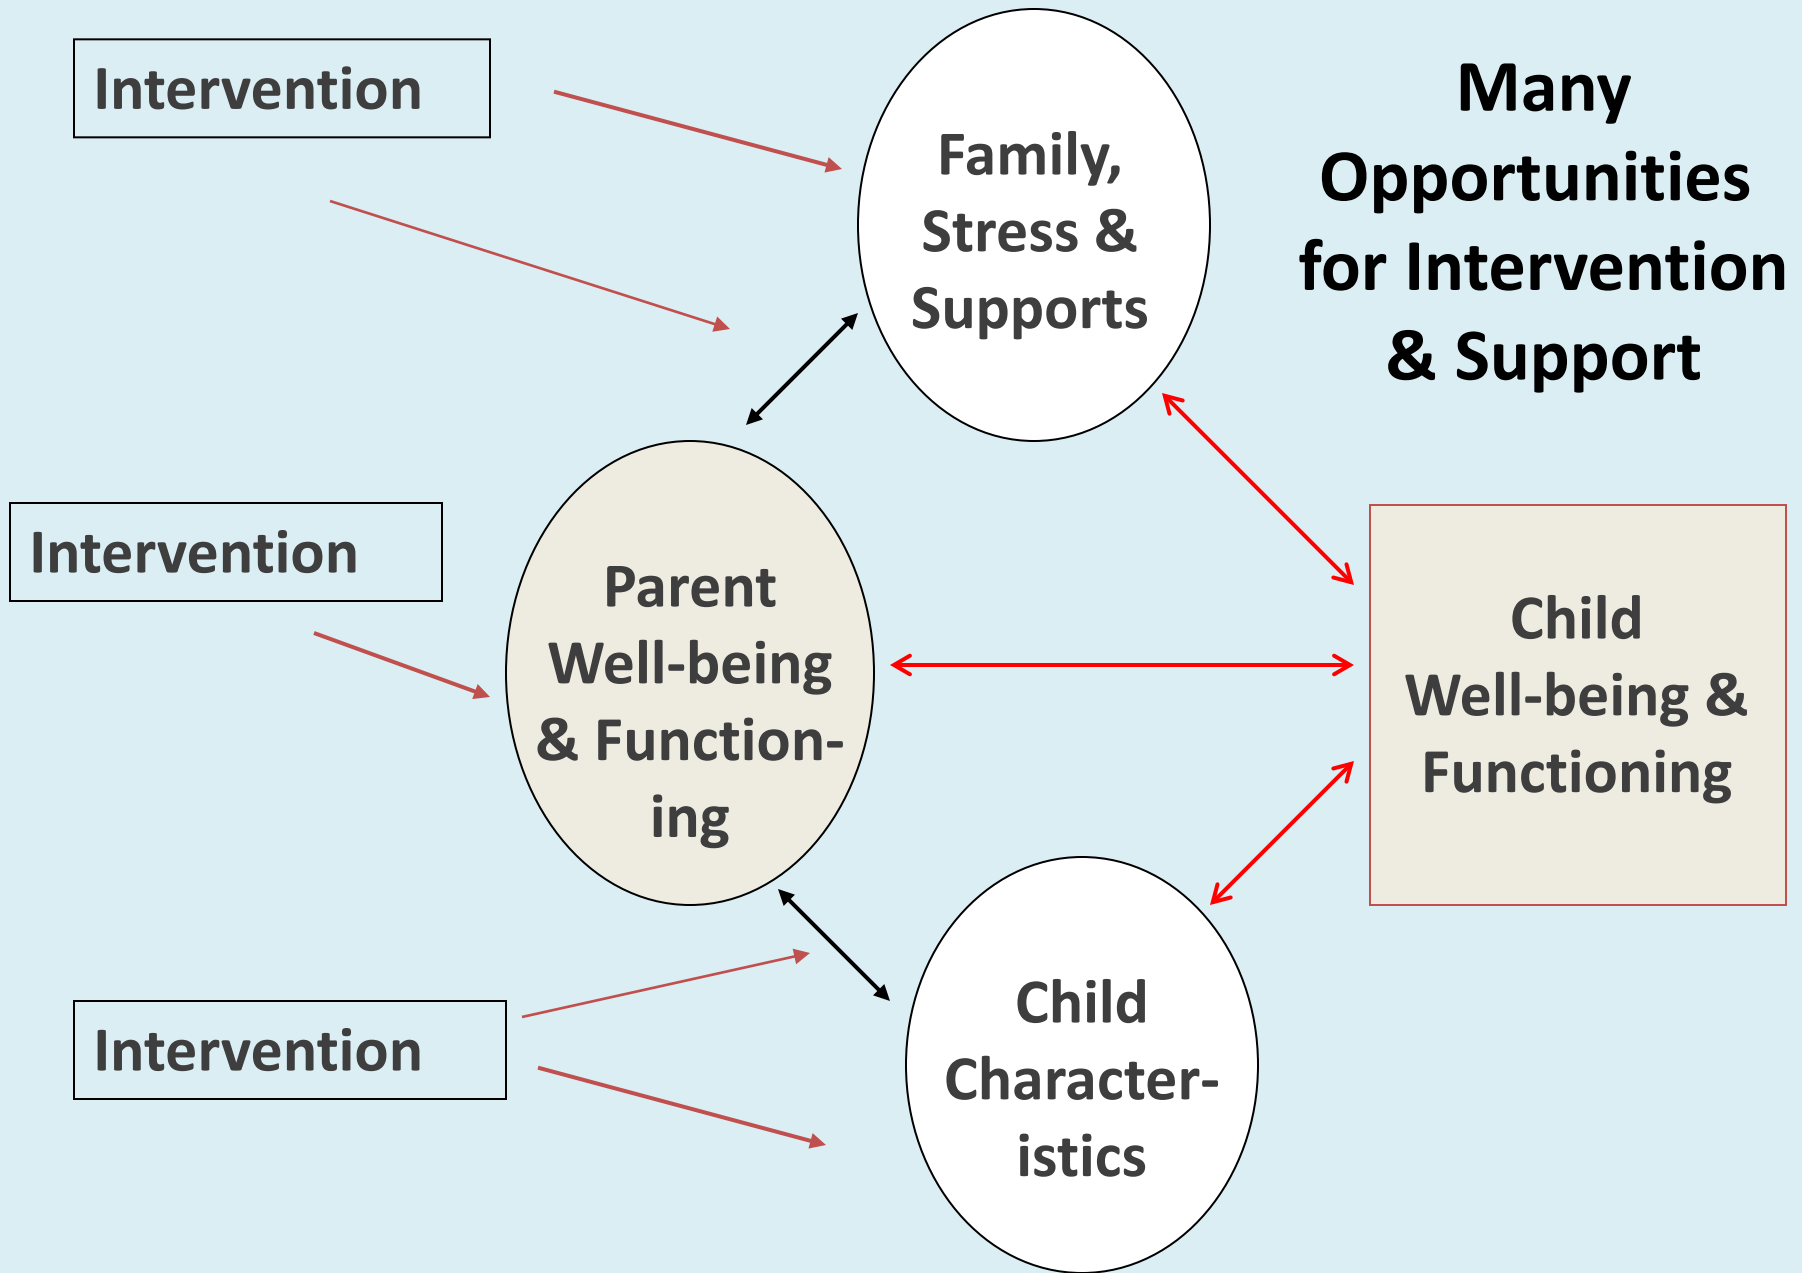 Intervention
Family,
Stress &
Supports
Many
Opportunities
for Intervention
& Support
Intervention
Parent
Well-being
& Function-
ing
Child
Well-being &
Functioning
Intervention
Child
Character-
istics